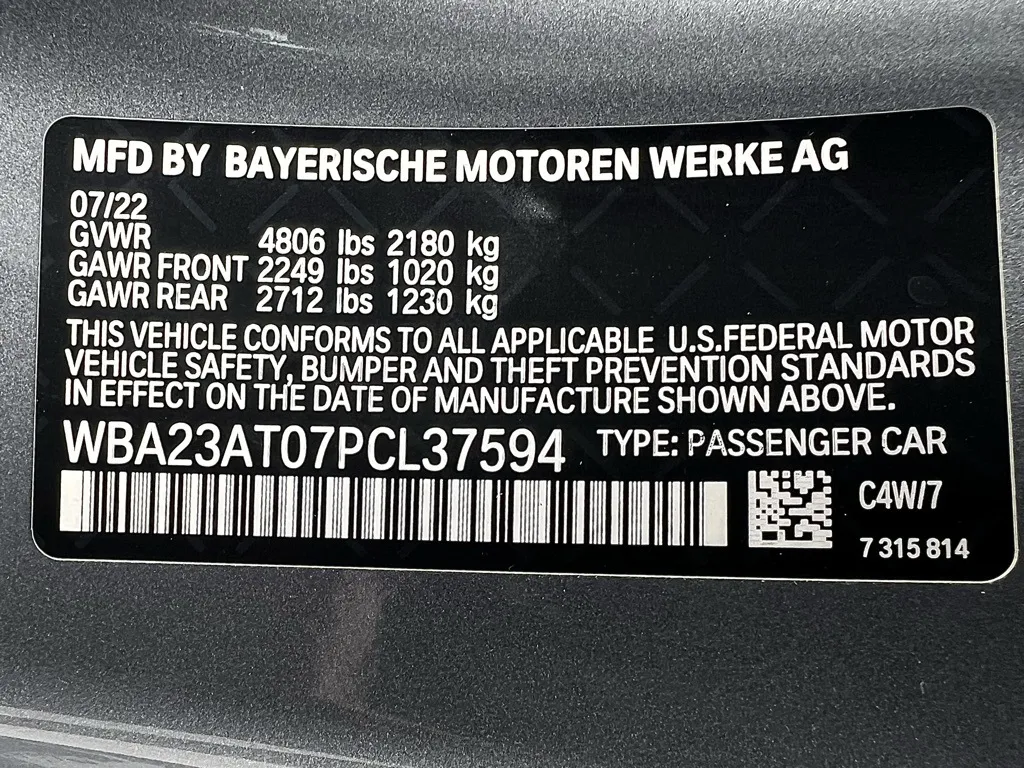 MFD BY BAYERISCHE MOTOREN WERKE AG
07/22
GVWR 4806 lbs 2180 kg
GAWR FRONT 2249 lbs 1020 kg
GAWR REAR 2712 lbs 1230 kg
THIS VEHICLE CONFORMS TO ALL APPLICABLE U.S.FEDERAL MOTOR
VEHICLE SAFETY, BUMPER AND THEFT PREVENTION STANDARDS
IN EFFECT ON THE DATE OF MANUFACTURE SHOWN ABOVE.
WBA23AT07PCL37594 TYPE: PASSENGER CAR
C4W/7
7 315 814